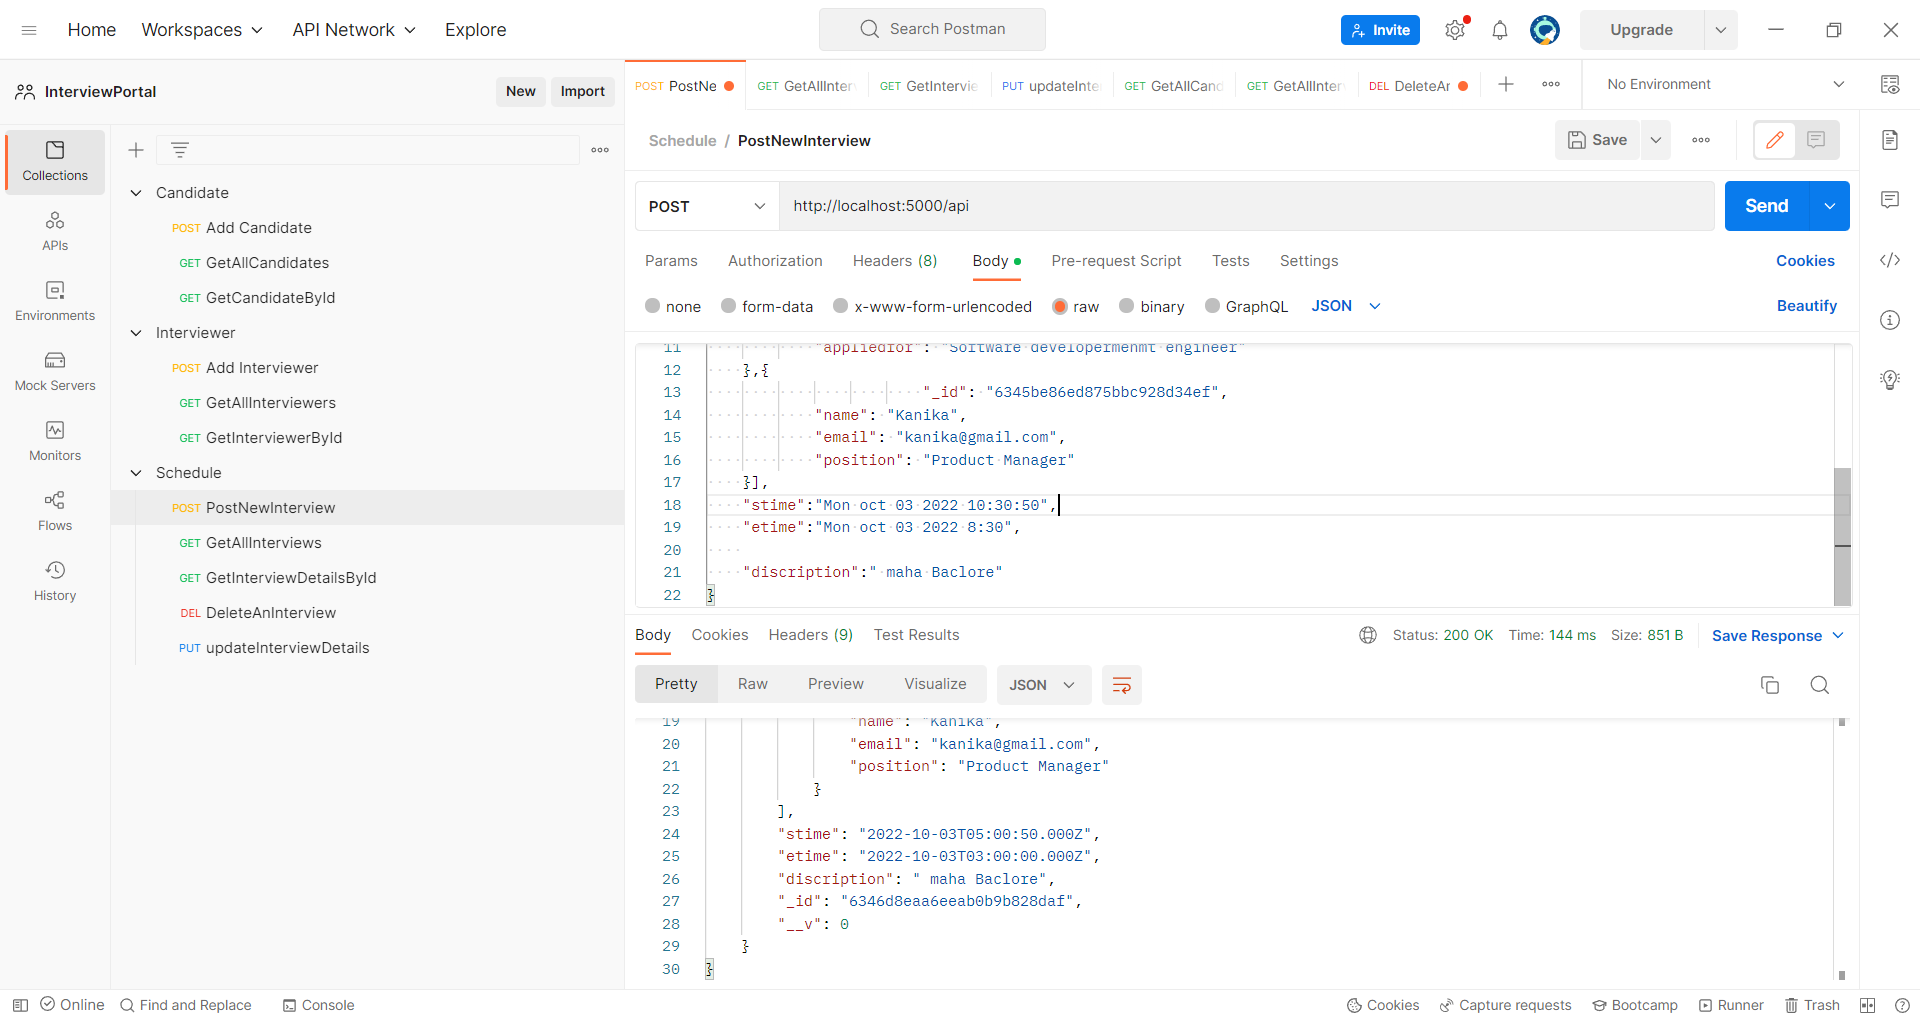 Home Workspaces API Network Explore Search Postman Invite Upgrade
InterviewPortal New Import
POST PostNe GET GetAllInter GET GetIntervie PUT updateInte GET GetAllCand GET GetAllInter DEL DeleteAr No Environment
Schedule / PostNewInterview Save
POST http://localhost:5000/api Send
Params Authorization Headers (8) Body Pre-request Script Tests Settings Cookies
none form-data x-www-form-urlencoded raw binary GraphQL JSON Beautify
Collections
APIs
Environments
Mock Servers
Monitors
Flows
History
Candidate
POST Add Candidate
GET GetAllCandidates
GET GetCandidateById
Interviewer
POST Add Interviewer
GET GetAllInterviewers
GET GetInterviewerById
Schedule
POST PostNewInterview
GET GetAllInterviews
GET GetInterviewDetailsById
DEL DeleteAnInterview
PUT updateInterviewDetails
11 "appliedfor": "Software developermenmt engineer"
12 },{
13 "_id": "6345be86ed875bbc928d34ef",
14 "name": "Kanika",
15 "email": "kanika@gmail.com",
16 "position": "Product Manager"
17 }],
18 "stime":"Mon oct 03 2022 10:30:50",
19 "etime":"Mon oct 03 2022 8:30",
20
21 "discription":" maha Baclore"
22 }
Body Cookies Headers (9) Test Results Status: 200 OK Time: 144 ms Size: 851 B Save Response
Pretty Raw Preview Visualize JSON
19 "name": "Kanika",
20 "email": "kanika@gmail.com",
21 "position": "Product Manager"
22 }
23 ],
24 "stime": "2022-10-03T05:00:50.000Z",
25 "etime": "2022-10-03T03:00:00.000Z",
26 "discription": " maha Baclore",
27 "_id": "6346d8eaa6eeab0b9b828daf",
28 "__v": 0
29 }
30 }
Online Find and Replace Console Cookies Capture requests Bootcamp Runner Trash